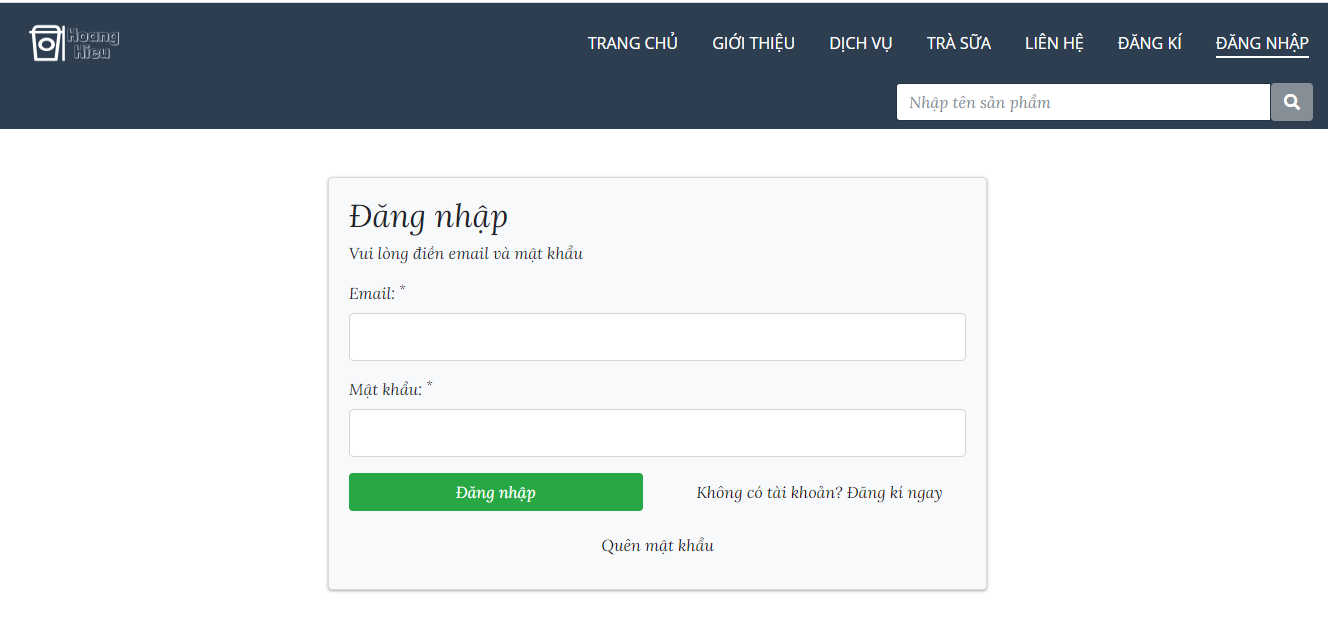 Hoang
Hieu
TRANG CHỦ GIỚI THIỆU DỊCH VỤ TRÀ SỮA LIÊN HỆ ĐĂNG KÍ ĐĂNG NHẬP
Nhập tên sản phẩm
Đăng nhập
Vui lòng điền email và mật khẩu
Email: *
Mật khẩu: *
Đăng nhập Không có tài khoản? Đăng kí ngay
Quên mật khẩu